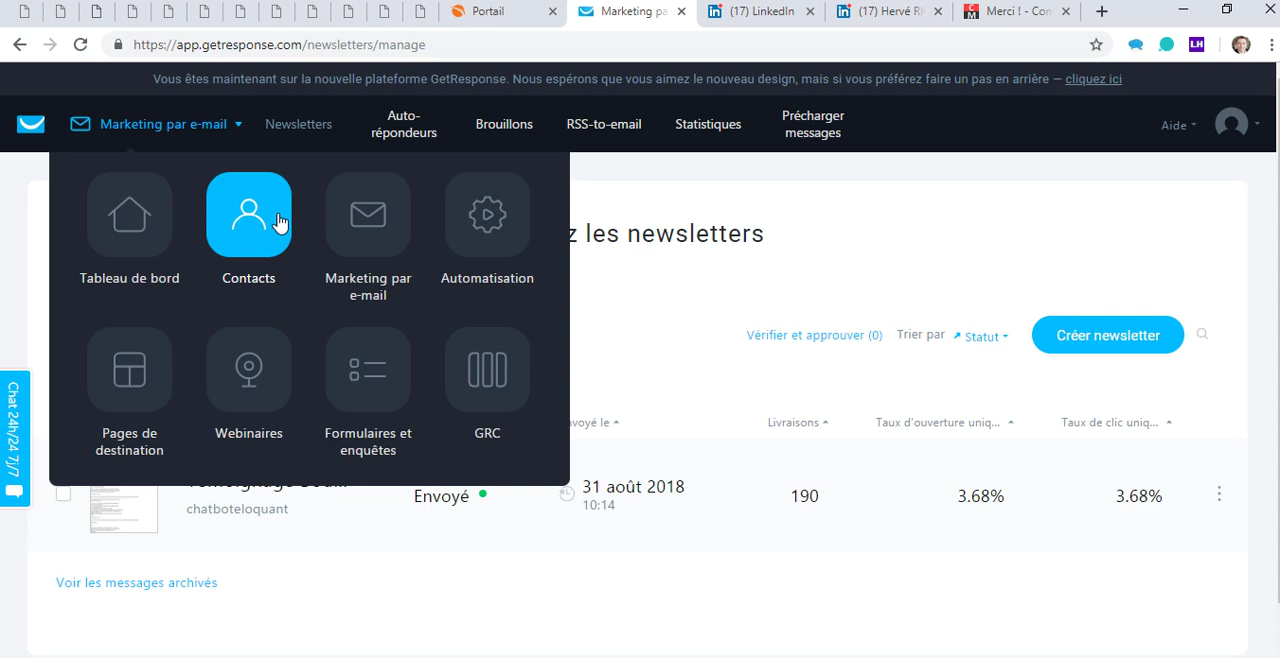 Portail
Marketing pa
(17) LinkedIn
(17) Hervé R
Merci ! - Con
https://app.getresponse.com/newsletters/manage
LH
Vous êtes maintenant sur la nouvelle plateforme GetResponse. Nous espérons que vous aimez le nouveau design, mais si vous préférez faire un pas en arrière — cliquez ici
Marketing par e-mail
Newsletters
Auto-
répondeurs
Brouillons
RSS-to-email
Statistiques
Précharger
messages
Aide
Tableau de bord
Contacts
Marketing par
e-mail
Automatisation
Pages de
destination
Webinaires
Formulaires et
enquêtes
GRC
z les newsletters
Vérifier et approuver (0)
Trier par
Statut
Créer newsletter
voyé le
Livraisons
Taux d'ouverture uniq...
Taux de clic uniq...
chatboteloquant
Envoyé
31 août 2018
10:14
190
3.68%
3.68%
Voir les messages archivés
Chat 24h/24 7j/7